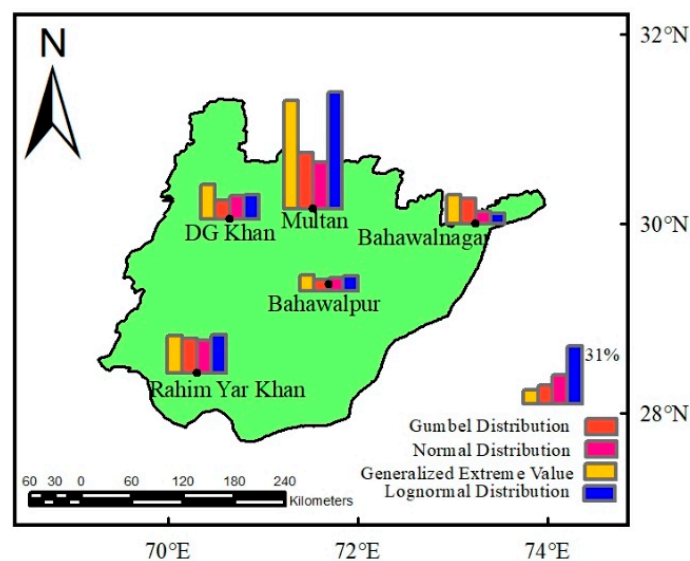 N
32°N
DG Khan
Multan
30°N
Bahawalnagar
Bahawalpur
31%
Rahim Yar Khan
28°N
Gumbel Distribution
Normal Distribution
Generalized Extreme Value
Lognormal Distribution
60 30 0 60 120 180 240
Kilometers
70°E 72°E 74°E